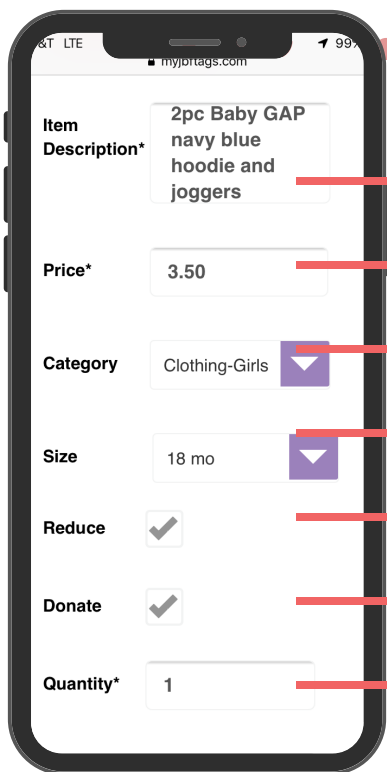 &T LTE 99%
myjbftags.com
Item
Description*
2pc Baby GAP
navy blue
hoodie and
joggers
Price*
3.50
Category
Clothing-Girls
Size
18 mo
Reduce
Donate
Quantity*
1